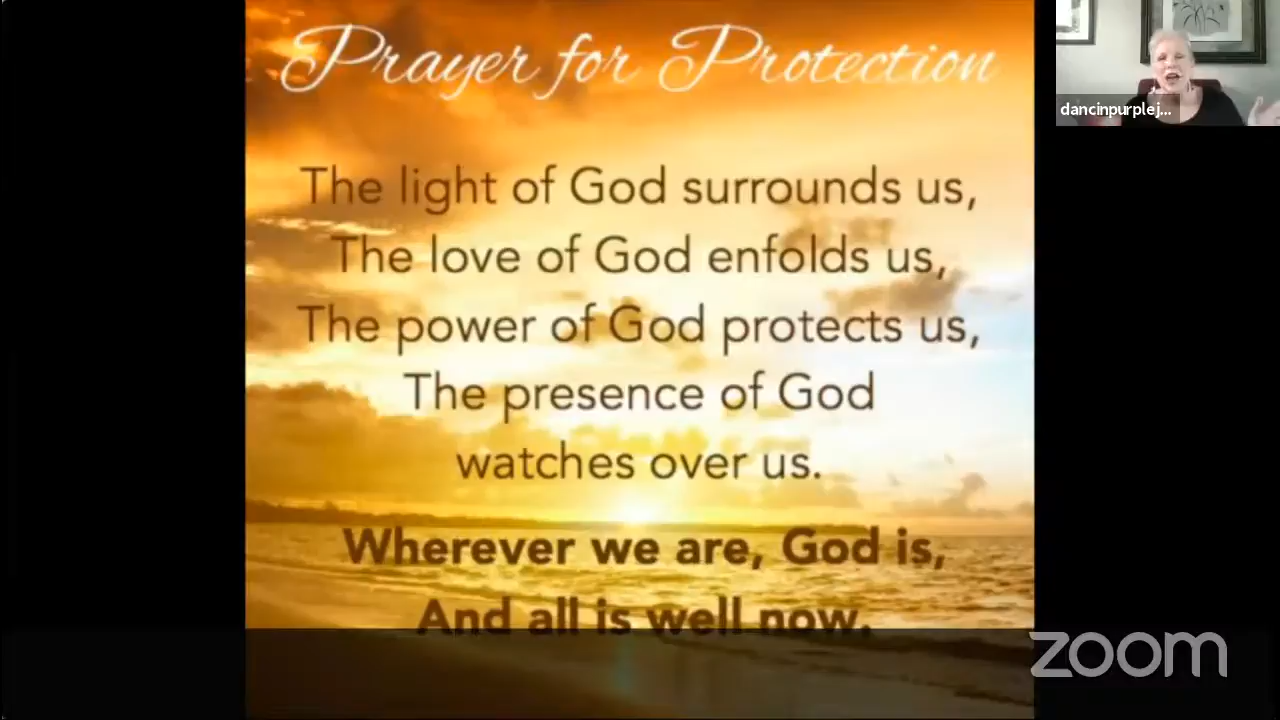 Prayer for Protection
The light of God surrounds us,
The love of God enfolds us,
The power of God protects us,
The presence of God
watches over us.
Wherever we are, God is,
And all is well now.
dancinpurplej...
zoom